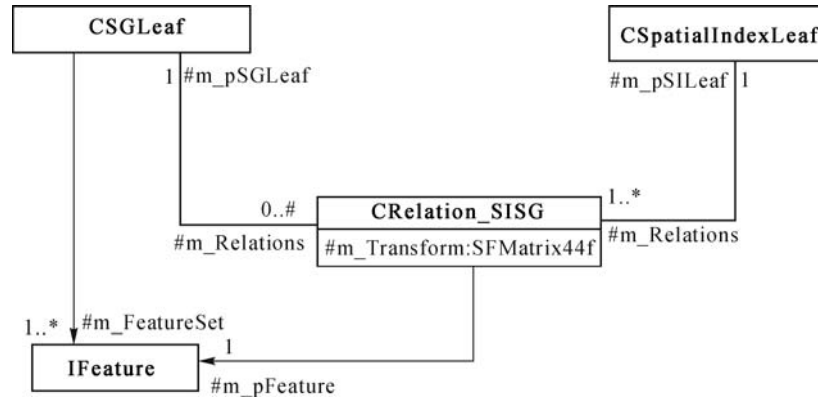 CSGLeaf
CSpatialIndexLeaf
1 #m_pSGLeaf
#m_pSILeaf 1
0..#
CRelation_SISG
1..*
#m_Relations
#m_Transform:SFMatrix44f
#m_Relations
1..* #m_FeatureSet
IFeature
1
#m_pFeature